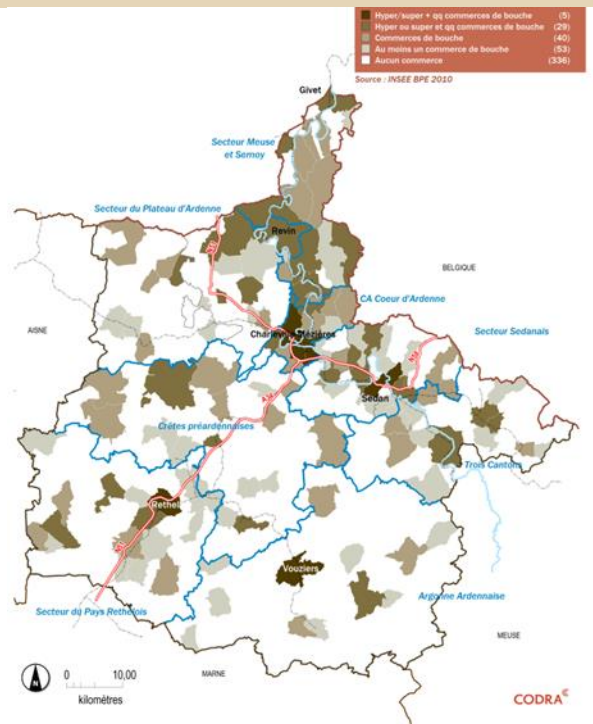 Hyper/super + qq commerces de bouche (5)
Hyper ou super et qq commerces de bouche (29)
Commerces de bouche (40)
Au moins un commerce de bouche (53)
Aucun commerce (336)
Source : INSEE BPE 2010
Givet
Secteur Meuse
et Semoy
Secteur du Plateau d'Ardenne
Revin
BELGIQUE
CA Coeur d'Ardenne
AISNE
Charleville-Mézières
Secteur Sedanais
Sedan
A34
Crêtes préardennaises
Trois Cantons
Rethel
Vouziers
Argonne Ardennaise
Secteur du Pays Rethelois
MEUSE
MARNE
N
0 10,00
kilomètres
CODRA